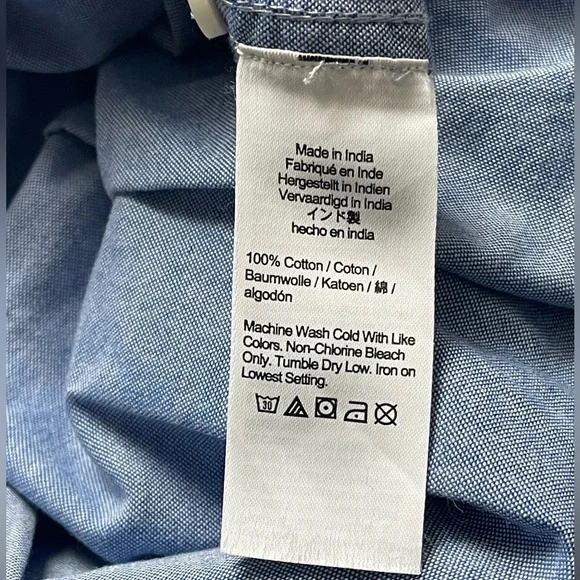 Made in India
Fabriqué en Inde
Hergestellt in Indien
Vervaardigd in India
インド製
hecho en india
100% Cotton / Coton /
Baumwolle / Katoen / 綿 /
algodón
Machine Wash Cold With Like
Colors. Non-Chlorine Bleach
Only. Tumble Dry Low. Iron on
Lowest Setting.
30